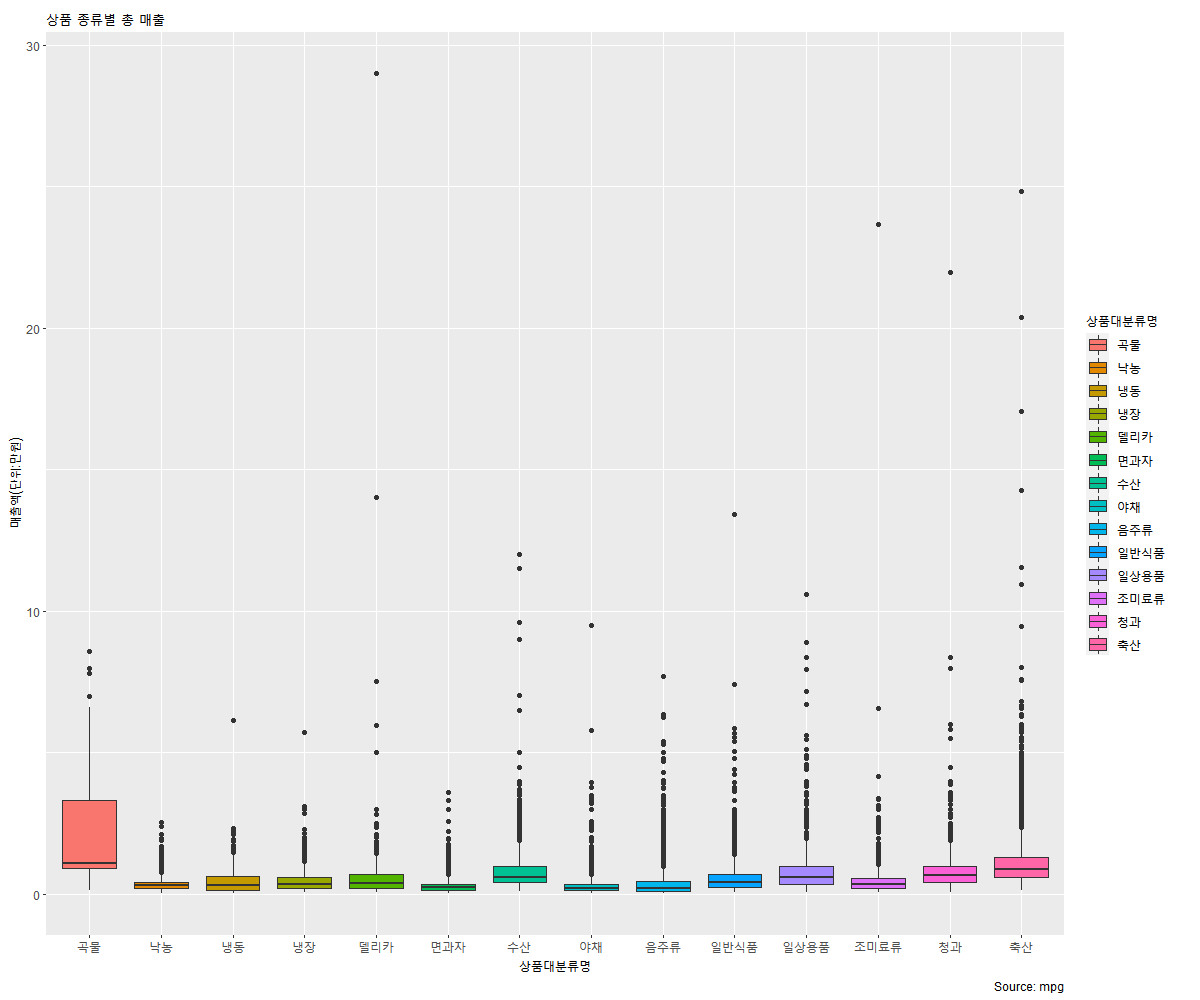 상품 종류별 총 매출
30
20
10
0
매출액(단위:만원)
곡물 낙농 냉동 냉장 델리카 면과자 수산 야채 음주류 일반식품 일상용품 조미료류 청과 축산
상품대분류명
Source: mpg
상품대분류명
곡물
낙농
냉동
냉장
델리카
면과자
수산
야채
음주류
일반식품
일상용품
조미료류
청과
축산